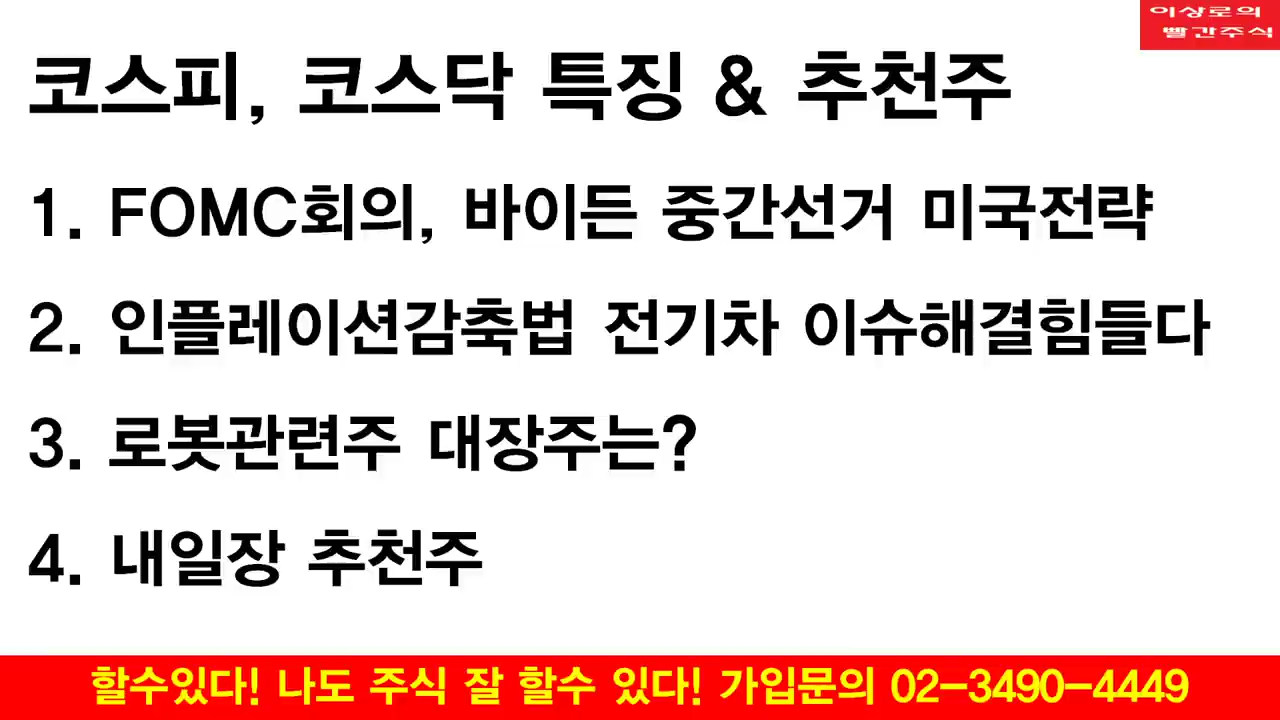 이상로의
빨간주식
코스피, 코스닥 특징 & 추천주
1. FOMC회의, 바이든 중간선거 미국전략
2. 인플레이션감축법 전기차 이슈해결힘들다
3. 로봇관련주 대장주는?
4. 내일장 추천주
할수있다! 나도 주식 잘 할수 있다! 가입문의 02-3490-4449